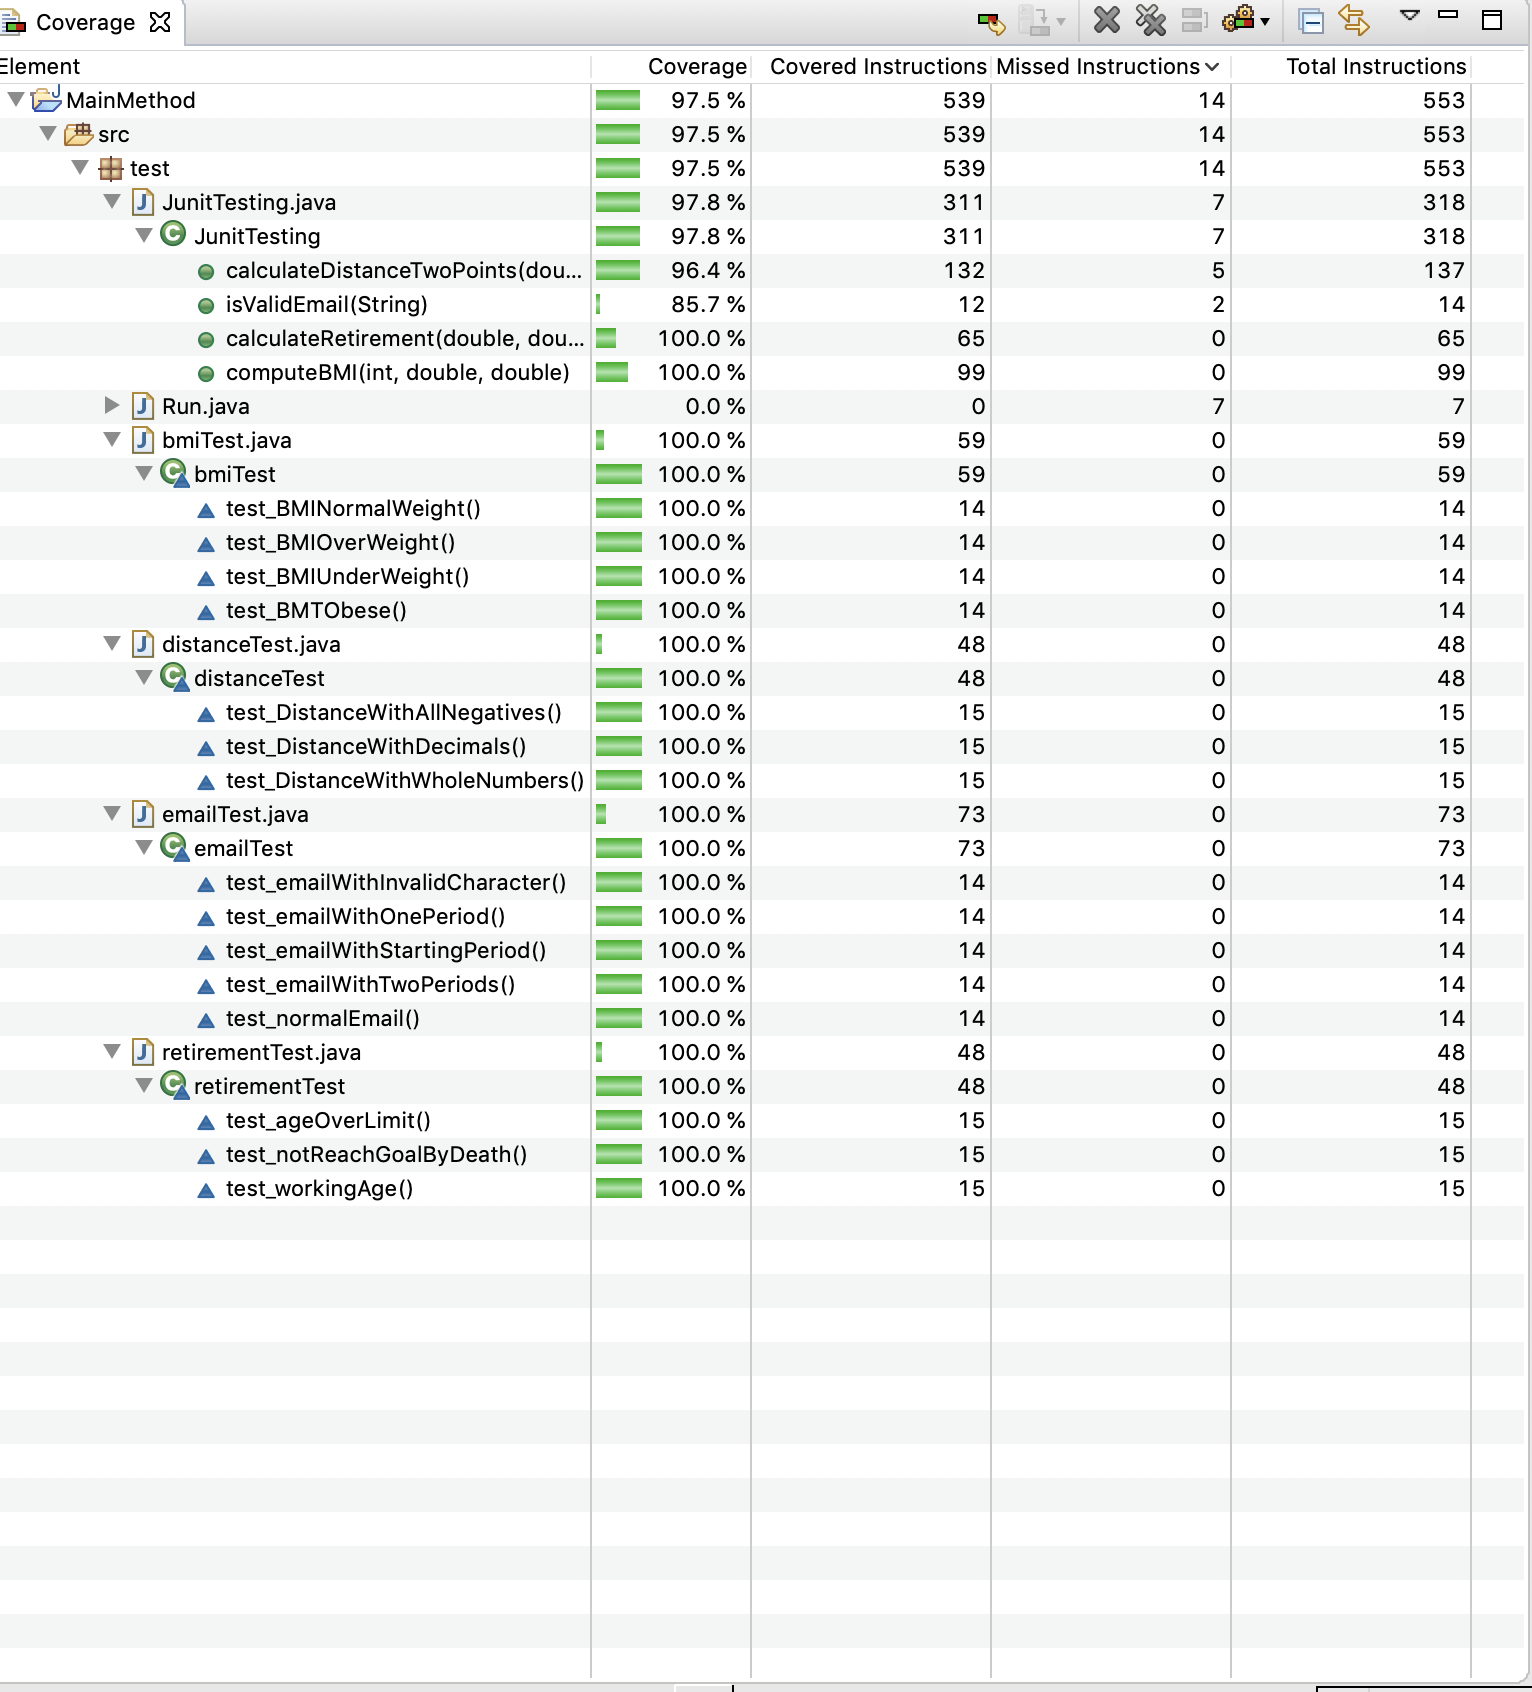 Coverage
Element Coverage Covered Instructions Missed Instructions Total Instructions
MainMethod 97.5 % 539 14 553
src 97.5 % 539 14 553
test 97.5 % 539 14 553
JunitTesting.java 97.8 % 311 7 318
JunitTesting 97.8 % 311 7 318
calculateDistanceTwoPoints(dou... 96.4 % 132 5 137
isValidEmail(String) 85.7 % 12 2 14
calculateRetirement(double, dou... 100.0 % 65 0 65
computeBMI(int, double, double) 100.0 % 99 0 99
Run.java 0.0 % 0 7 7
bmiTest.java 100.0 % 59 0 59
bmiTest 100.0 % 59 0 59
test_BMINormalWeight() 100.0 % 14 0 14
test_BMIOverWeight() 100.0 % 14 0 14
test_BMIUnderWeight() 100.0 % 14 0 14
test_BMTObese() 100.0 % 14 0 14
distanceTest.java 100.0 % 48 0 48
distanceTest 100.0 % 48 0 48
test_DistanceWithAllNegatives() 100.0 % 15 0 15
test_DistanceWithDecimals() 100.0 % 15 0 15
test_DistanceWithWholeNumbers() 100.0 % 15 0 15
emailTest.java 100.0 % 73 0 73
emailTest 100.0 % 73 0 73
test_emailWithInvalidCharacter() 100.0 % 14 0 14
test_emailWithOnePeriod() 100.0 % 14 0 14
test_emailWithStartingPeriod() 100.0 % 14 0 14
test_emailWithTwoPeriods() 100.0 % 14 0 14
test_normalEmail() 100.0 % 14 0 14
retirementTest.java 100.0 % 48 0 48
retirementTest 100.0 % 48 0 48
test_ageOverLimit() 100.0 % 15 0 15
test_notReachGoalByDeath() 100.0 % 15 0 15
test_workingAge() 100.0 % 15 0 15